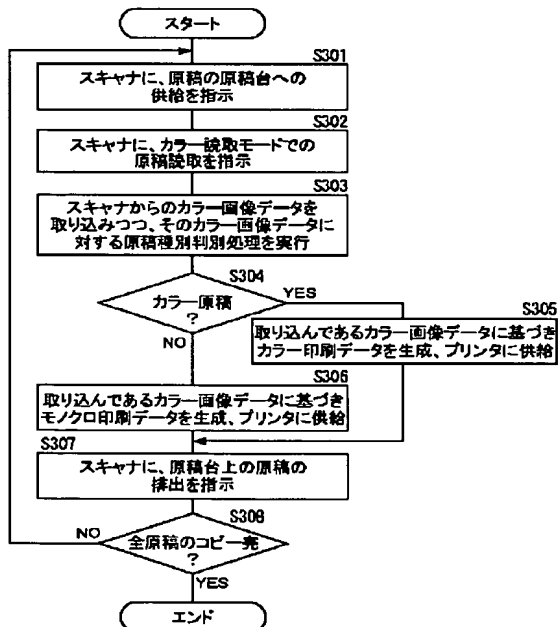 スタート
S301
スキャナに、原稿の原稿台への
供給を指示
S302
スキャナに、カラー読取モードでの
原稿読取を指示
S303
スキャナからのカラー画像データを
取り込みつつ、そのカラー画像データに
対する原稿種別判別処理を実行
S304
カラー原稿
?
YES
NO
S305
取り込んであるカラー画像データに基づき
カラー印刷データを生成、プリンタに供給
S306
取り込んであるカラー画像データに基づき
モノクロ印刷データを生成、プリンタに供給
S307
スキャナに、原稿台上の原稿の
排出を指示
S308
全原稿のコピー完
?
NO
YES
エンド